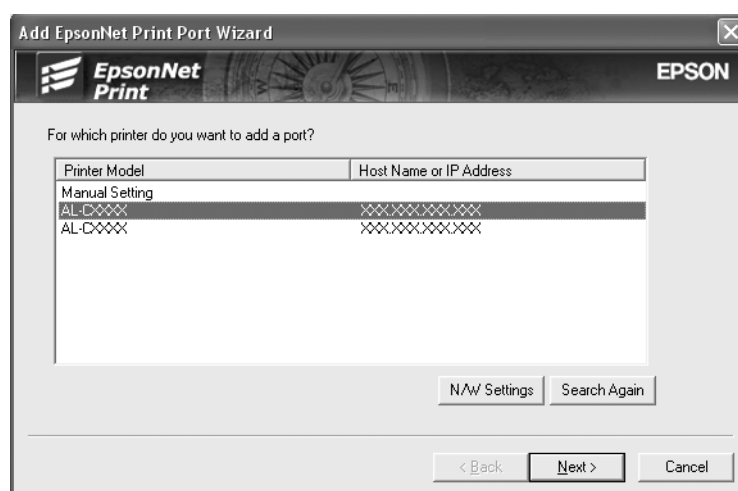 Add EpsonNet Print Port Wizard
EpsonNet
Print
EPSON
For which printer do you want to add a port?
Printer Model Host Name or IP Address
Manual Setting
AL-CXXXX XXX.XXX.XXX.XXX
AL-CXXXX XXX.XXX.XXX.XXX
N/W Settings Search Again
< Back Next > Cancel